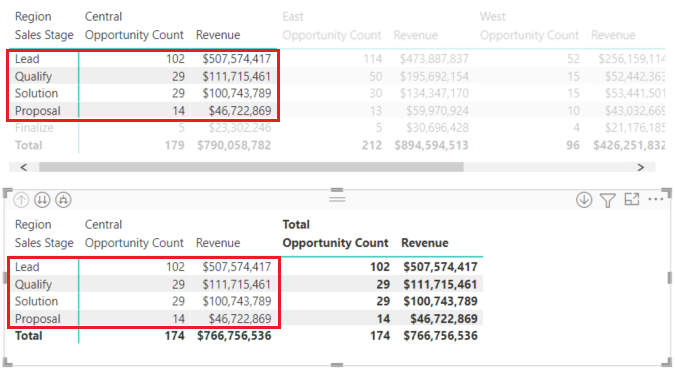 Region Central East West
Sales Stage Opportunity Count Revenue Opportunity Count Revenue Opportunity Count Revenue
Lead 102 $507,574,417 114 $473,887,837 52 $256,159,114
Qualify 29 $111,715,461 50 $195,692,154 15 $52,442,363
Solution 29 $100,743,789 30 $134,347,170 15 $53,441,501
Proposal 14 $46,722,869 13 $59,970,924 10 $43,032,669
Finalize 5 $23,302,246 5 $30,696,428 4 $21,176,185
Total 179 $790,058,782 212 $894,594,513 96 $426,251,832
Region Central Total
Sales Stage Opportunity Count Revenue Opportunity Count Revenue
Lead 102 $507,574,417 102 $507,574,417
Qualify 29 $111,715,461 29 $111,715,461
Solution 29 $100,743,789 29 $100,743,789
Proposal 14 $46,722,869 14 $46,722,869
Total 174 $766,756,536 174 $766,756,536